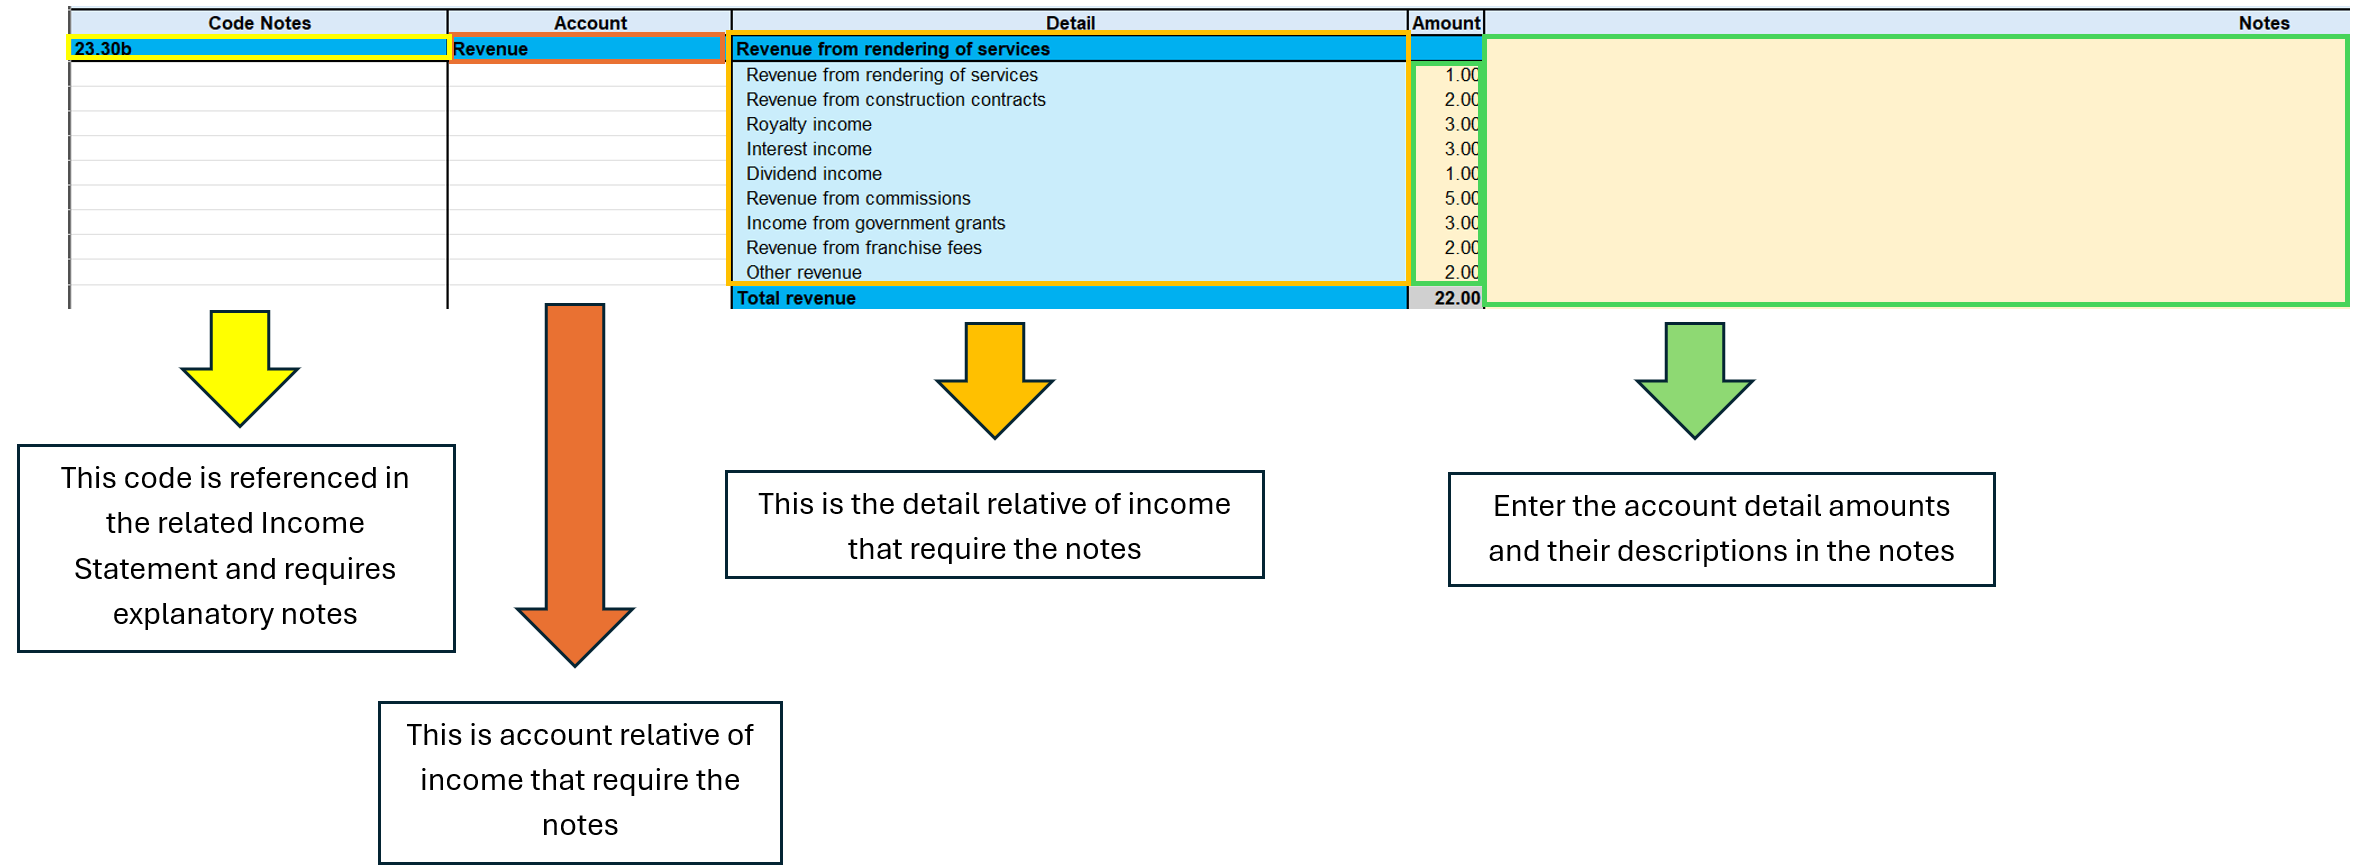 Code Notes Account Detail Amount Notes
23.30b Revenue Revenue from rendering of services
Revenue from rendering of services 1.00
Revenue from construction contracts 2.00
Royalty income 3.00
Interest income 3.00
Dividend income 1.00
Revenue from commissions 5.00
Income from government grants 3.00
Revenue from franchise fees 2.00
Other revenue 2.00
Total revenue 22.00
This code is referenced in
the related Income
Statement and requires
explanatory notes
This is account relative of
income that require the
notes
This is the detail relative of income
that require the notes
Enter the account detail amounts
and their descriptions in the notes